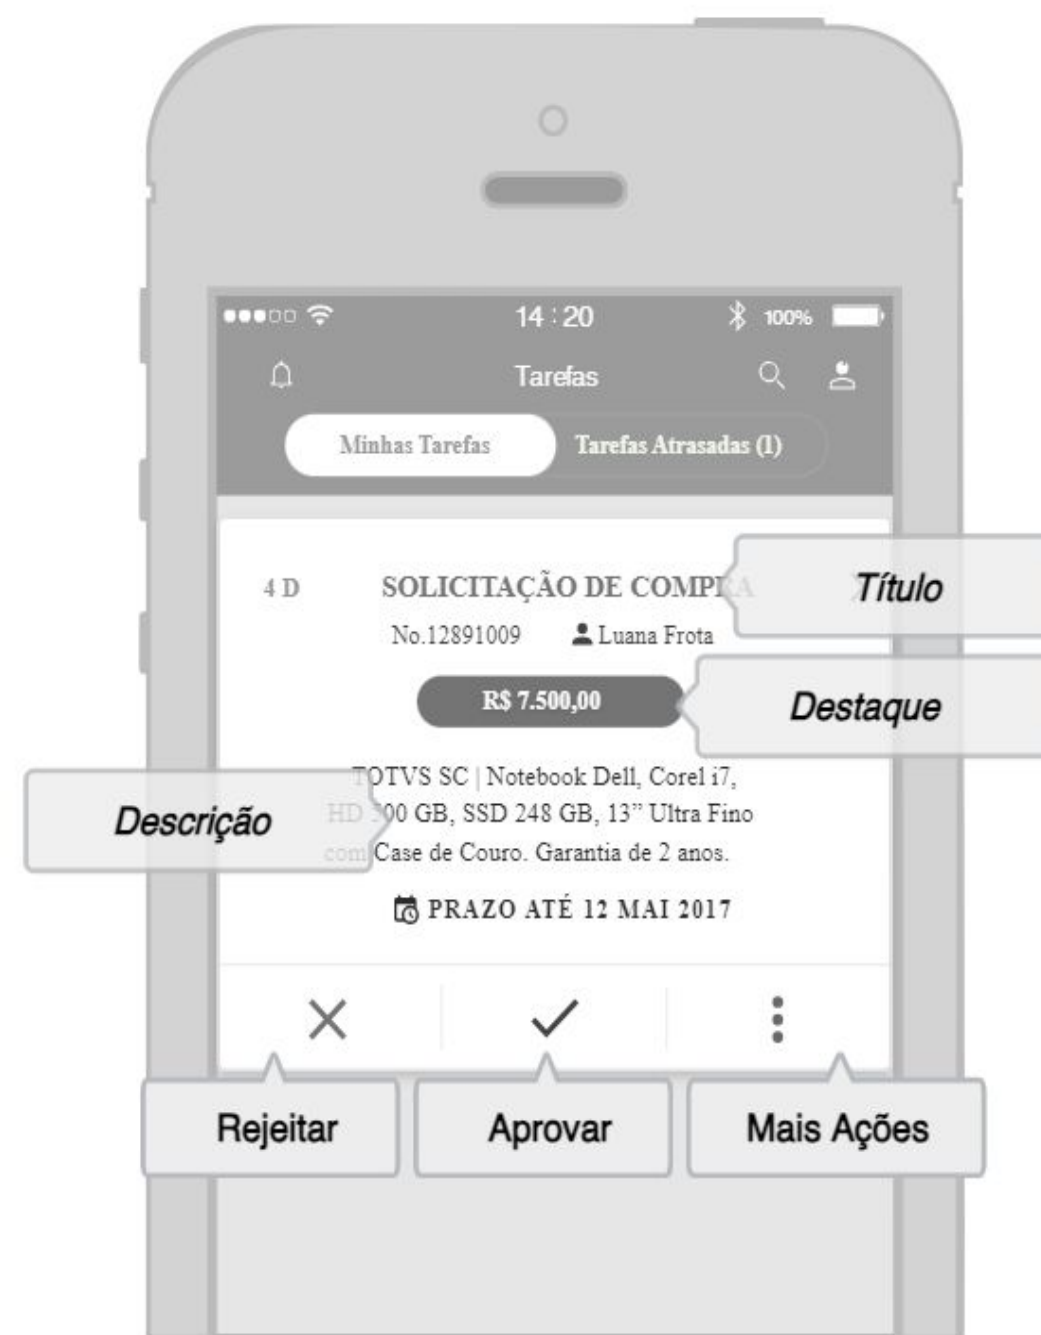 14:20 100%
Tarefas
Minhas Tarefas Tarefas Atrasadas (1)
4 D SOLICITAÇÃO DE COMPRA Título
No.12891009 Luana Frota
R$ 7.500,00 Destaque
TOTVS SC | Notebook Dell, Corel i7,
Descrição HD 500 GB, SSD 248 GB, 13” Ultra Fino
com Case de Couro. Garantia de 2 anos.
PRAZO ATÉ 12 MAI 2017
Rejeitar Aprovar Mais Ações